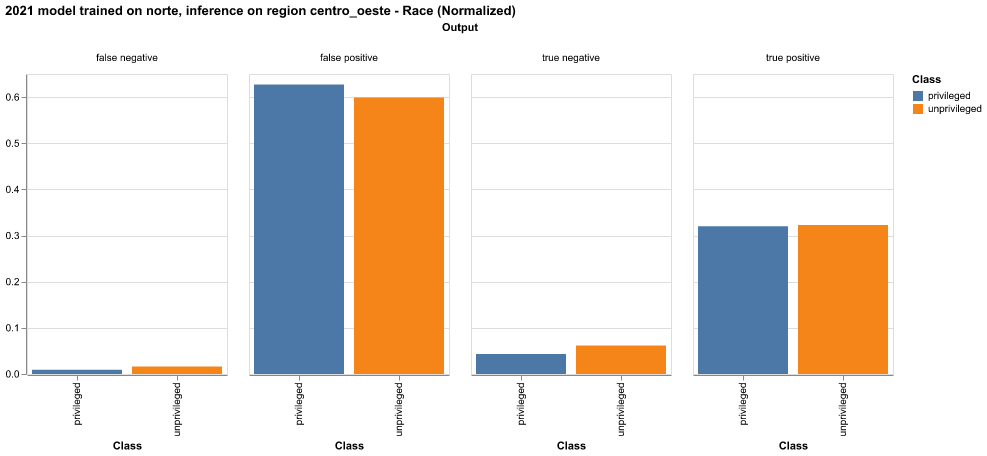 2021 model trained on norte, inference on region centro_oeste - Race (Normalized)
Output
false negative
false positive
true negative
true positive
Class
privileged
unprivileged
0.6
0.5
0.4
0.3
0.2
0.1
0.0
privileged
unprivileged
privileged
unprivileged
privileged
unprivileged
privileged
unprivileged
Class
Class
Class
Class